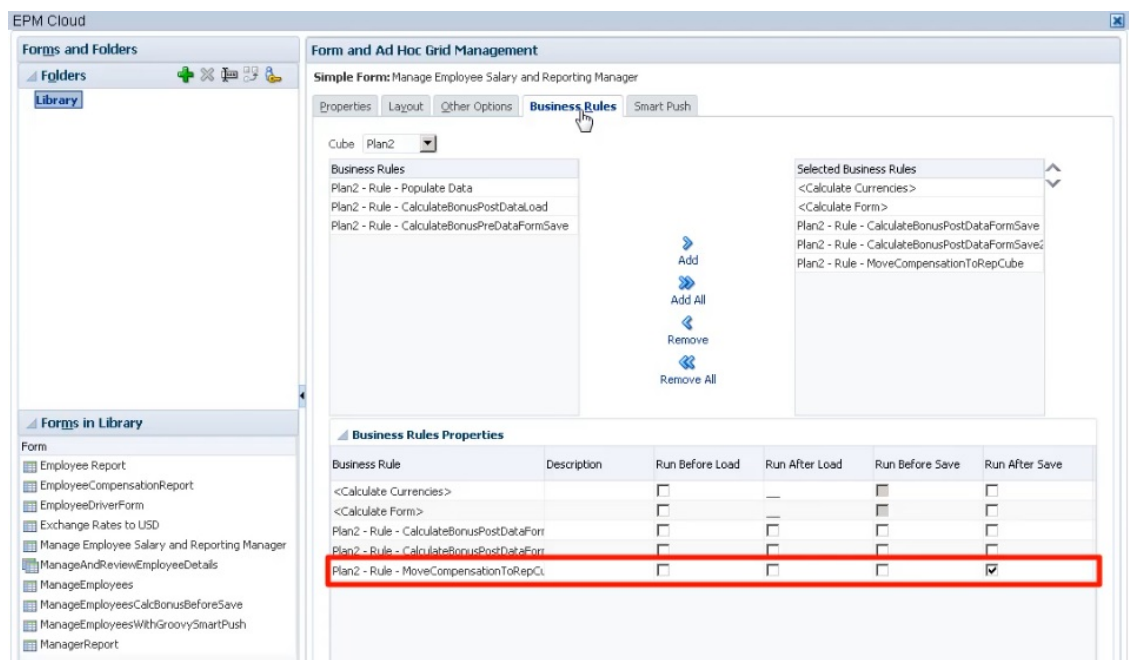 EPM Cloud
Forms and Folders
Folders
Library
Forms in Library
Form
Employee Report
EmployeeCompensationReport
EmployeeDriverForm
Exchange Rates to USD
Manage Employee Salary and Reporting Manager
ManageAndReviewEmployeeDetails
ManageEmployees
ManageEmployeesCalcBonusBeforeSave
ManageEmployeesWithGroovySmartPush
ManagerReport
Form and Ad Hoc Grid Management
Simple Form: Manage Employee Salary and Reporting Manager
Properties Layout Other Options Business Rules Smart Push
Cube Plan2
Business Rules
Plan2 - Rule - Populate Data
Plan2 - Rule - CalculateBonusPostDataLoad
Plan2 - Rule - CalculateBonusPreDataFormSave
Add
Add All
Remove
Remove All
Selected Business Rules
<Calculate Currencies>
<Calculate Form>
Plan2 - Rule - CalculateBonusPostDataFormSave
Plan2 - Rule - CalculateBonusPostDataFormSave2
Plan2 - Rule - MoveCompensationToRepCube
Business Rules Properties
Business Rule Description Run Before Load Run After Load Run Before Save Run After Save
<Calculate Currencies>
<Calculate Form>
Plan2 - Rule - CalculateBonusPostDataForm
Plan2 - Rule - CalculateBonusPostDataForm
Plan2 - Rule - MoveCompensationToRepCu